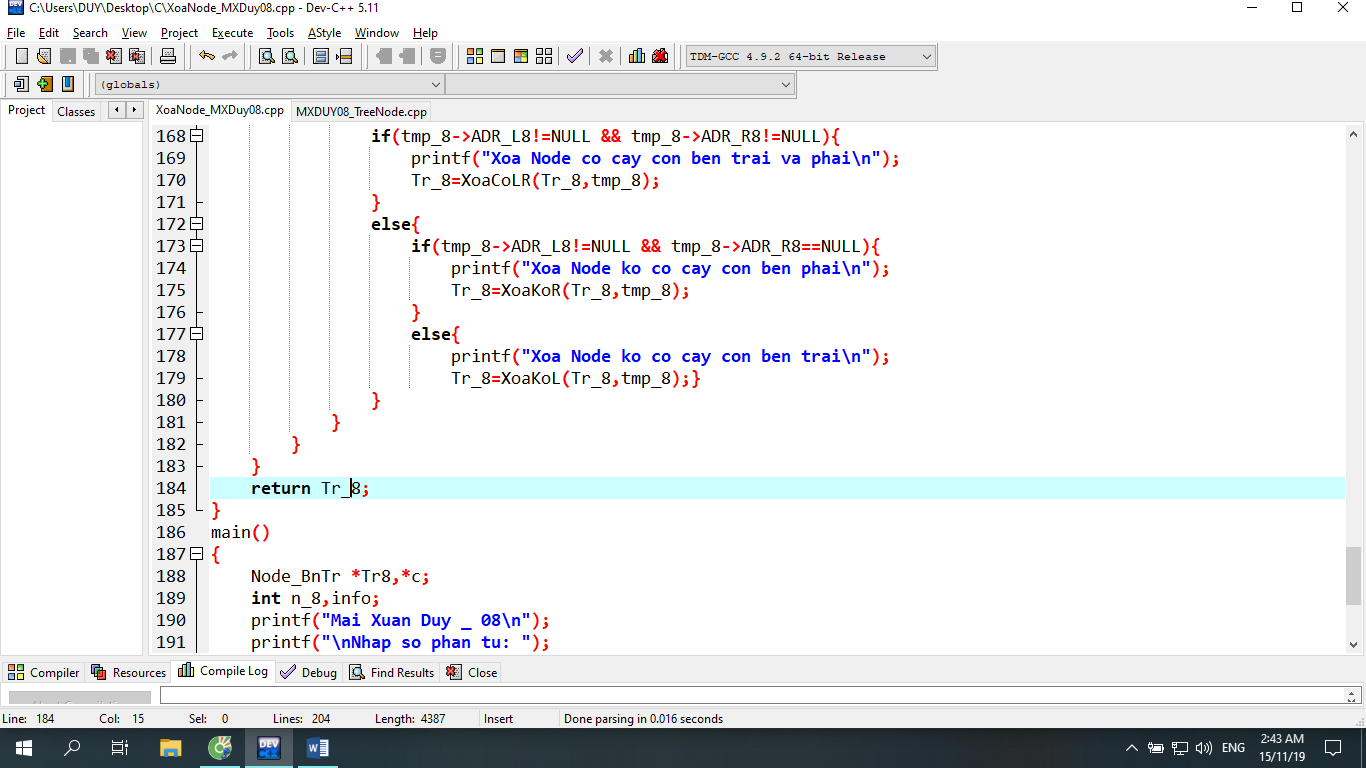 C:\Users\DUY\Desktop\C\XoaNode_MXDuy08.cpp - Dev-C++ 5.11
File Edit Search View Project Execute Tools AStyle Window Help
TDM-GCC 4.9.2 64-bit Release
(globals)
Project Classes XoaNode_MXDuy08.cpp MXDUY08_TreeNode.cpp
168 if(tmp_8->ADR_L8!=NULL && tmp_8->ADR_R8!=NULL){
169 printf("Xoa Node co cay con ben trai va phai\n");
170 Tr_8=XoaCoLR(Tr_8,tmp_8);
171 }
172 else{
173 if(tmp_8->ADR_L8!=NULL && tmp_8->ADR_R8==NULL){
174 printf("Xoa Node ko co cay con ben phai\n");
175 Tr_8=XoaKoR(Tr_8,tmp_8);
176 }
177 else{
178 printf("Xoa Node ko co cay con ben trai\n");
179 Tr_8=XoaKoL(Tr_8,tmp_8);}
180 }
181 }
182 }
183 }
184 return Tr_8;
185 }
186 main()
187 {
188 Node_BnTr *Tr8,*c;
189 int n_8,info;
190 printf("Mai Xuan Duy _ 08\n");
191 printf("\nNhap so phan tu: ");
Compiler Resources Compile Log Debug Find Results Close
Line: 184 Col: 15 Sel: 0 Lines: 204 Length: 4387 Insert Done parsing in 0.016 seconds
DEV
ENG
2:43 AM
15/11/19